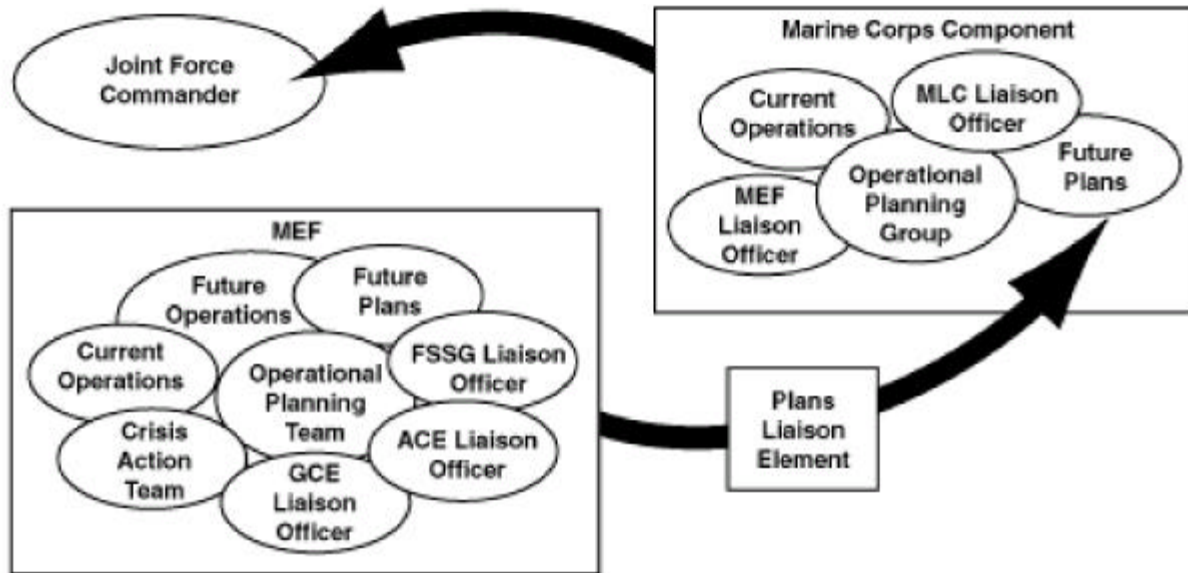 Joint Force
Commander
Marine Corps Component
Current
Operations
MLC Liaison
Officer
Future
Plans
Operational
Planning
Group
MEF
Liaison
Officer
MEF
Future
Operations
Future
Plans
Current
Operations
Operational
Planning
Team
FSSG Liaison
Officer
Crisis
Action
Team
GCE
Liaison
Officer
ACE Liaison
Officer
Plans
Liaison
Element